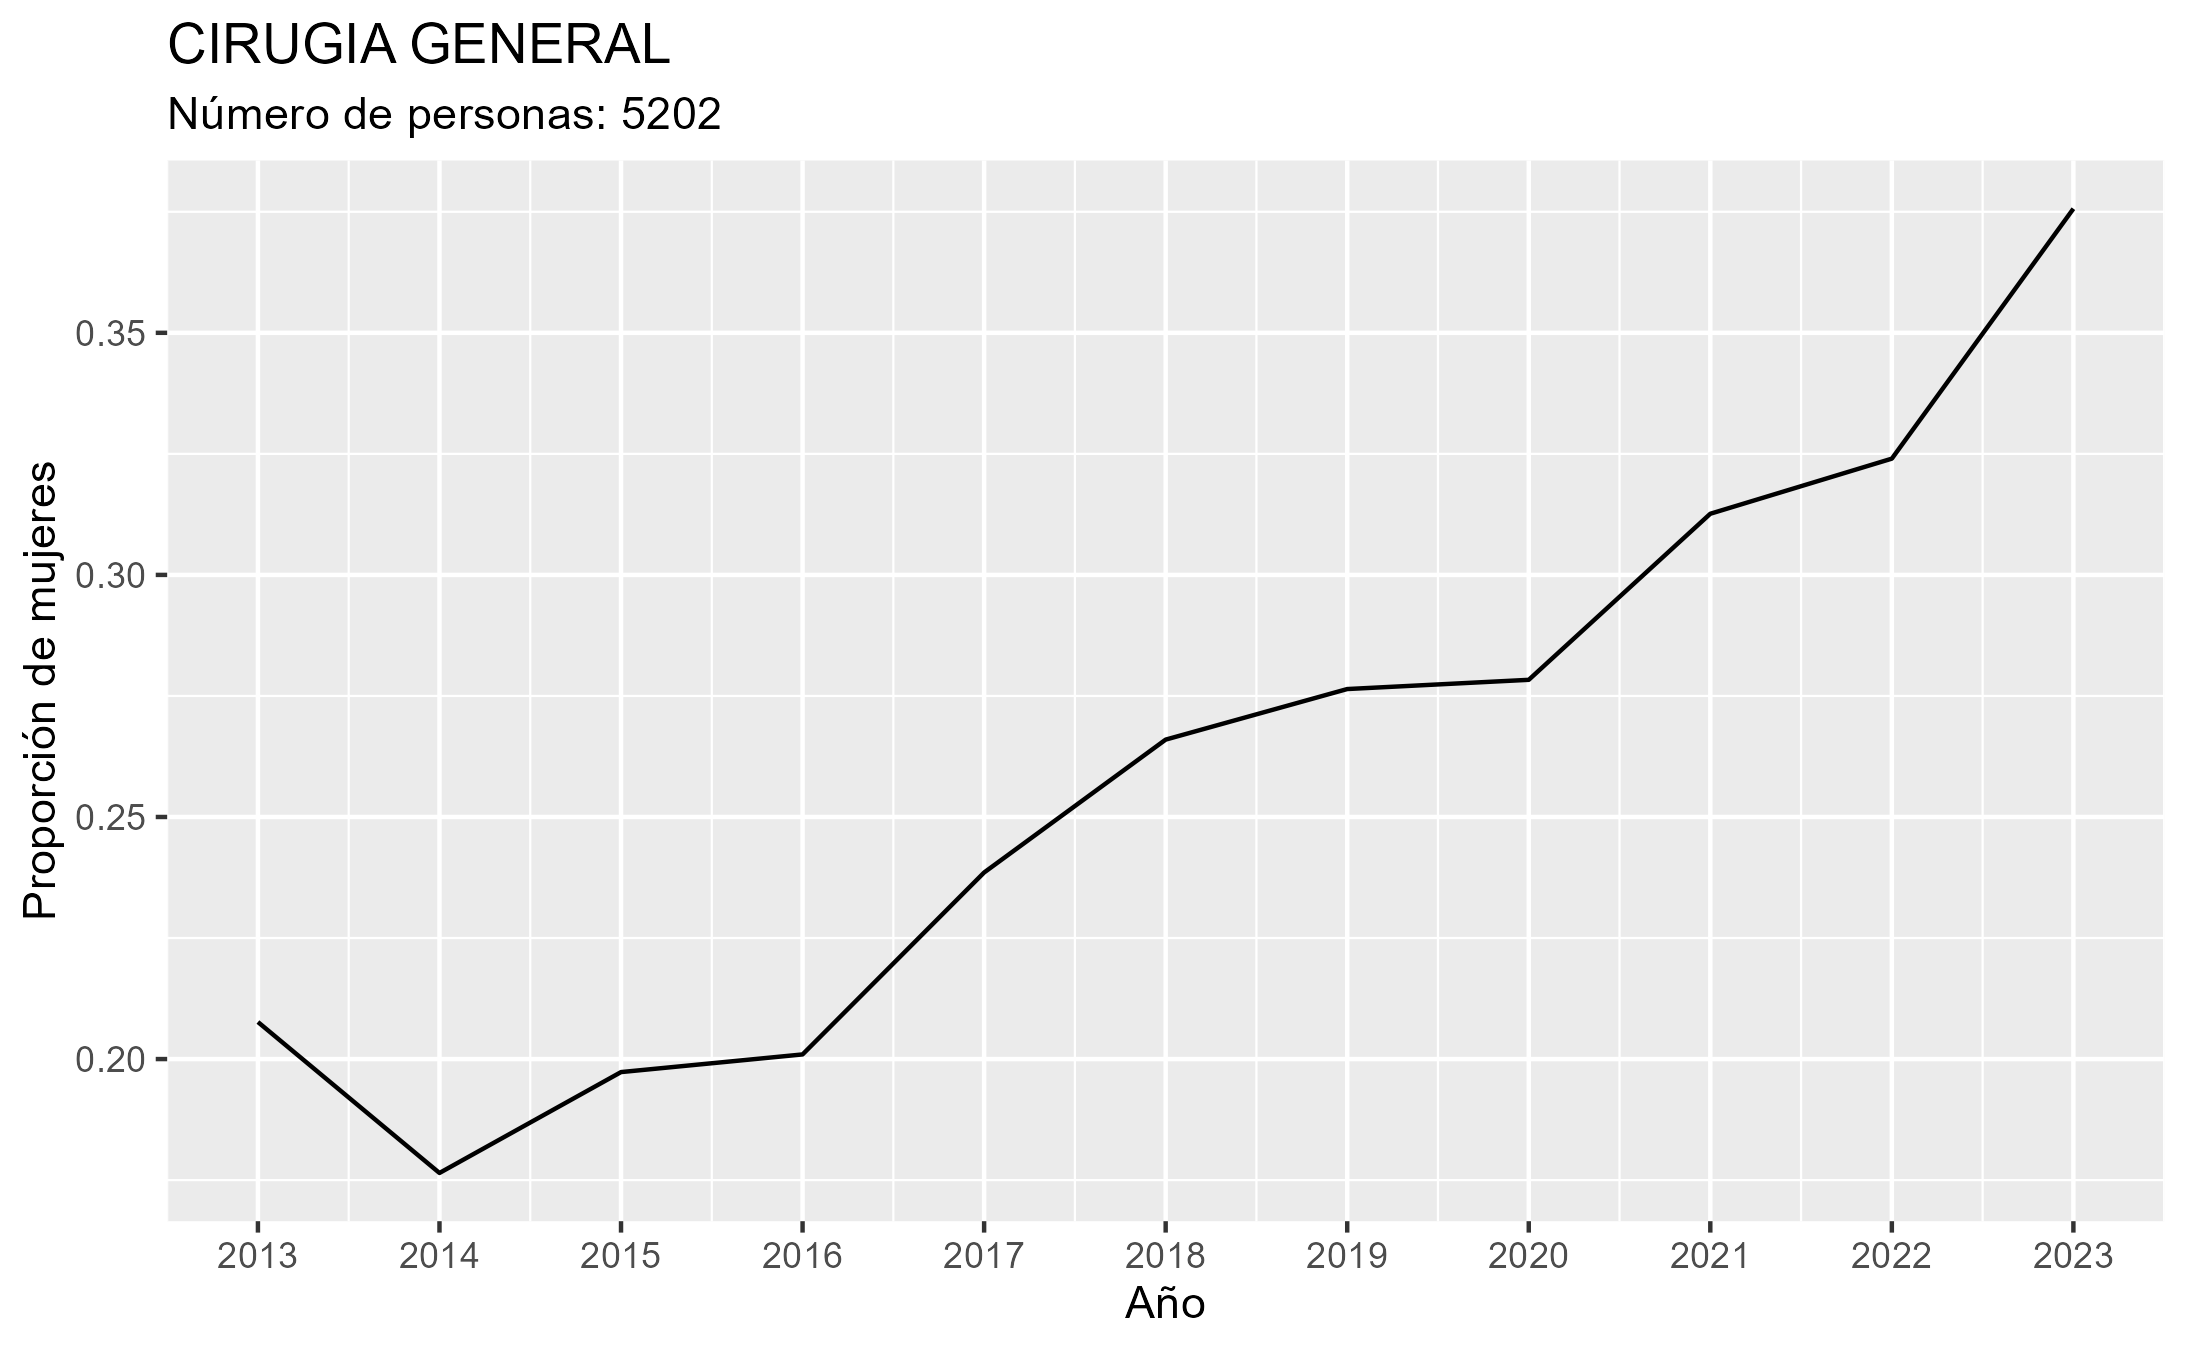 CIRUGIA GENERAL
Número de personas: 5202
Proporción de mujeres
0.35
0.30
0.25
0.20
2013 2014 2015 2016 2017 2018 2019 2020 2021 2022 2023
Año